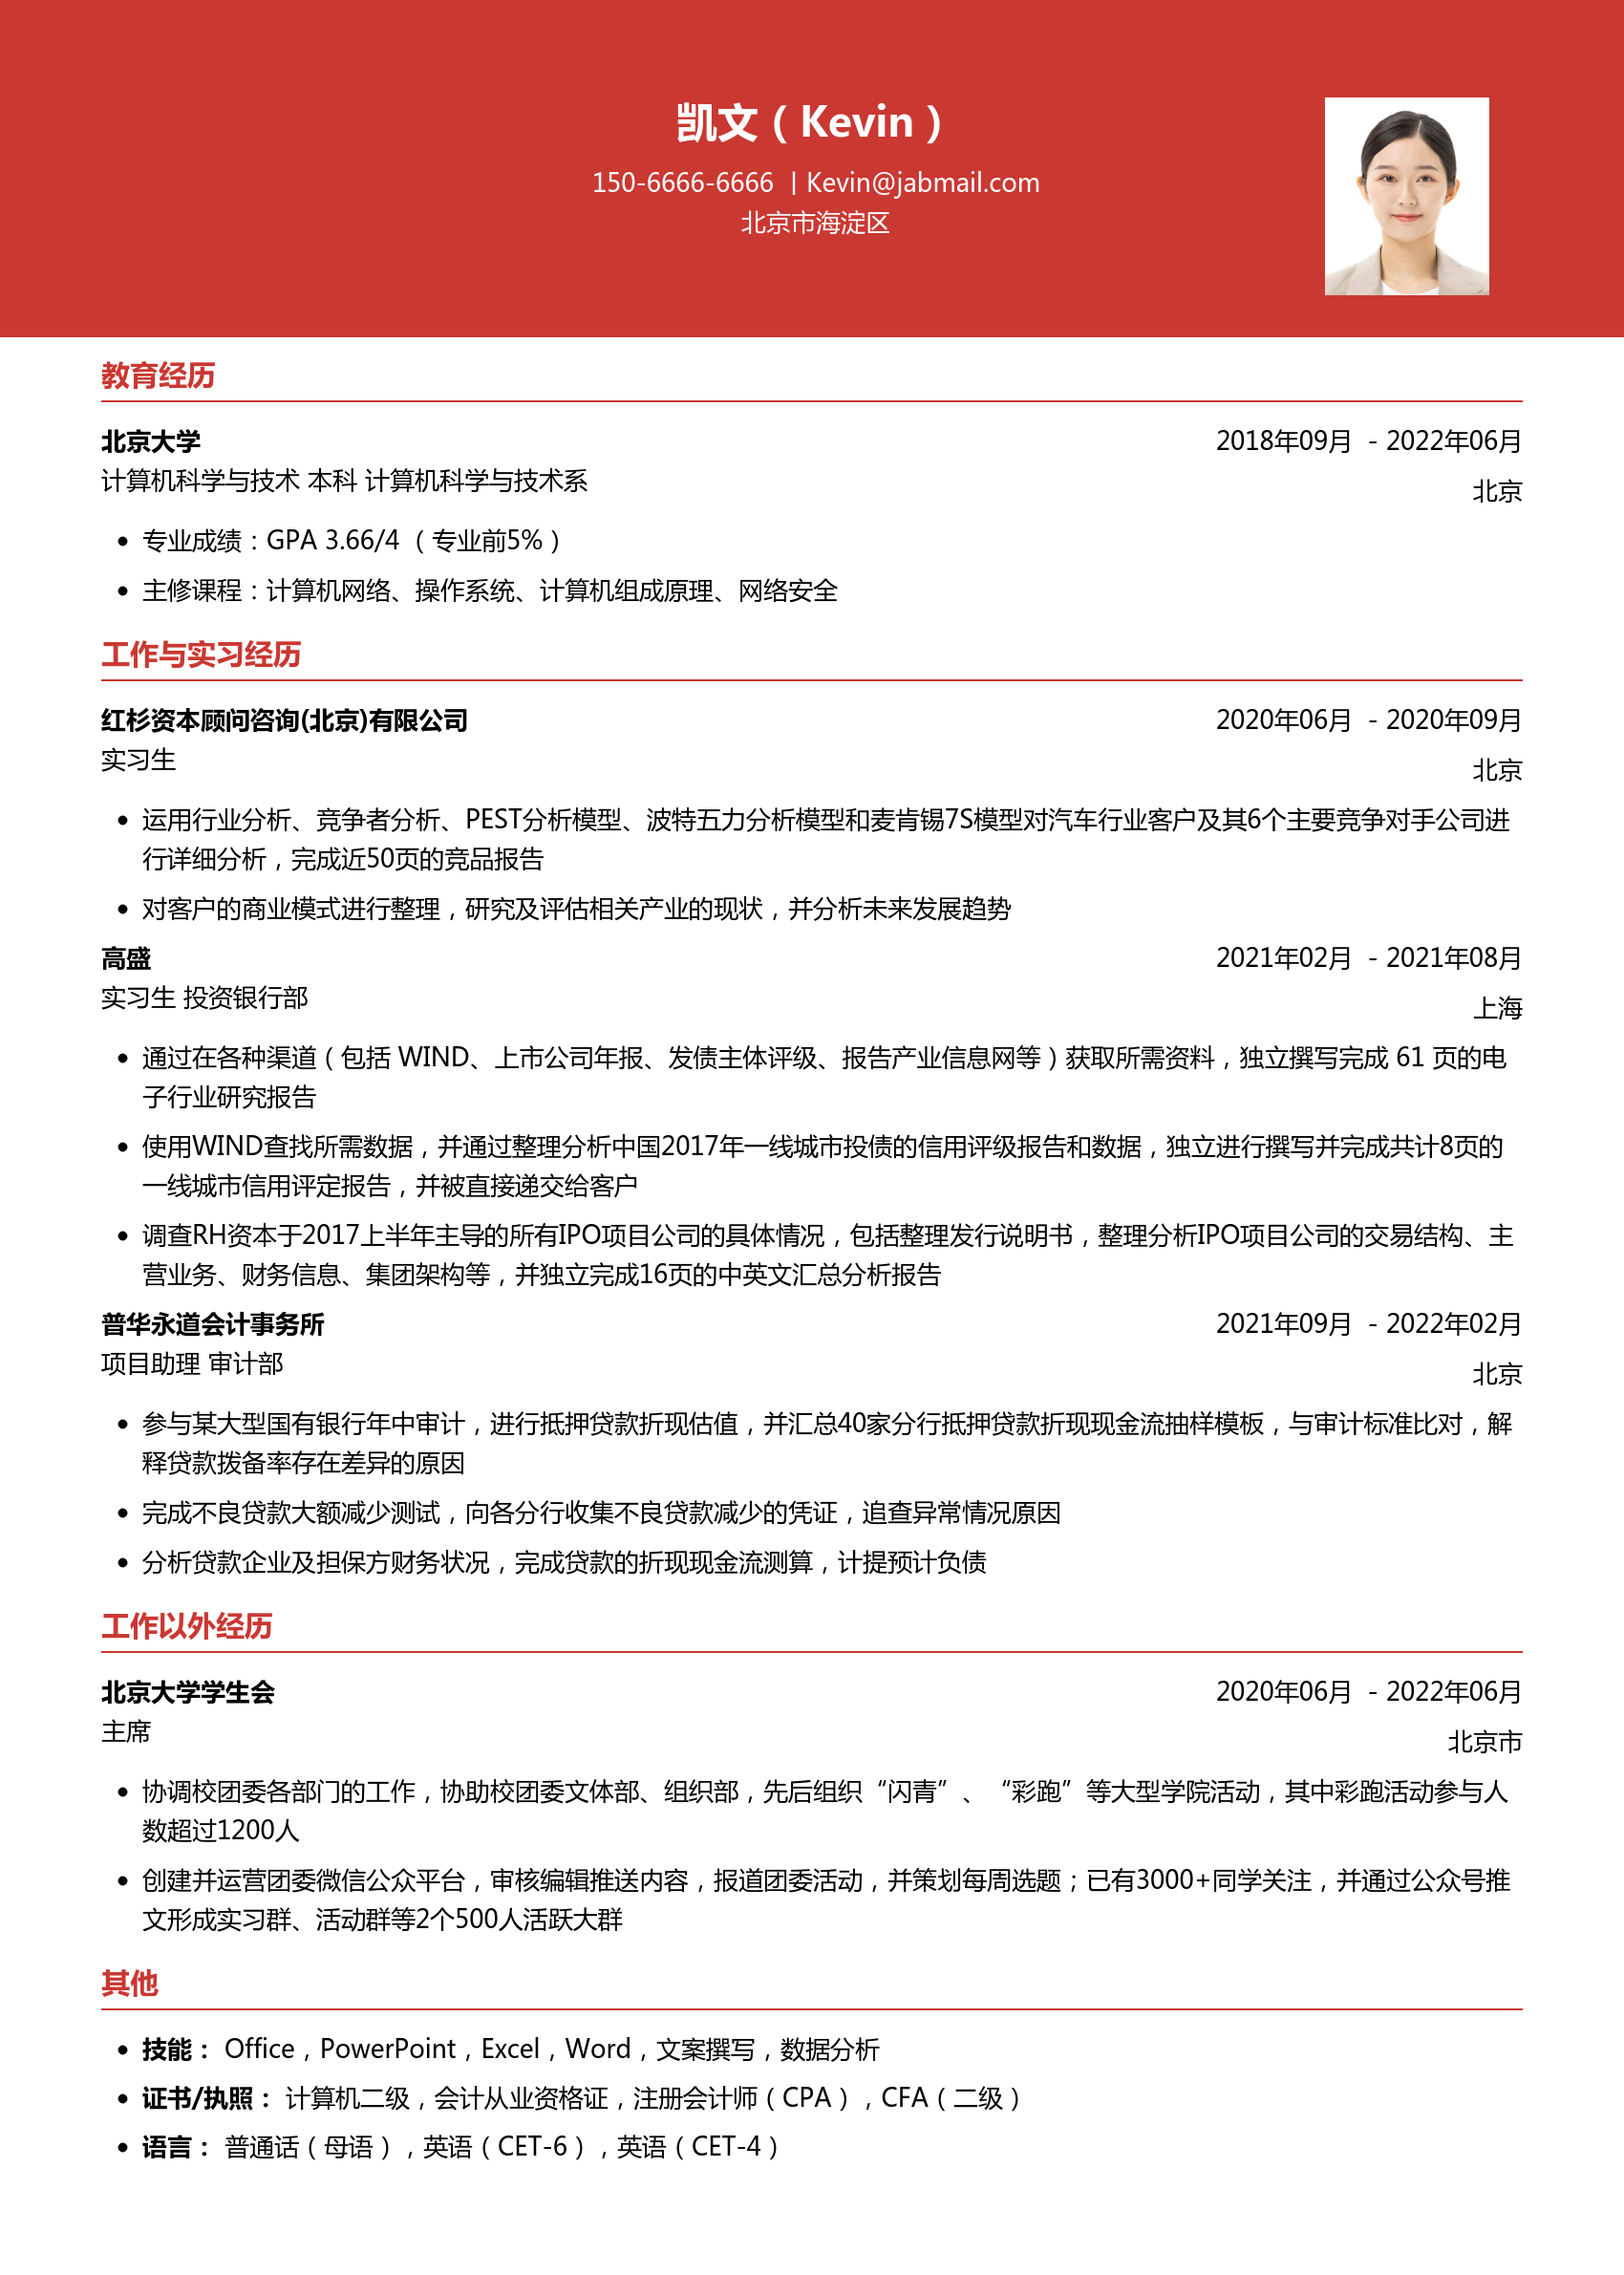 凯文（Kevin）
150-6666-6666 | Kevin@jabmail.com
北京市海淀区
教育经历
北京大学 2018年09月 - 2022年06月
计算机科学与技术 本科 计算机科学与技术系 北京
• 专业成绩：GPA 3.66/4 （专业前5%）
• 主修课程：计算机网络、操作系统、计算机组成原理、网络安全
工作与实习经历
红杉资本顾问咨询(北京)有限公司 2020年06月 - 2020年09月
实习生 北京
• 运用行业分析、竞争者分析、PEST分析模型、波特五力分析模型和麦肯锡7S模型对汽车行业客户及其6个主要竞争对手公司进
行详细分析，完成近50页的竞品报告
• 对客户的商业模式进行整理，研究及评估相关产业的现状，并分析未来发展趋势
高盛 2021年02月 - 2021年08月
实习生 投资银行部 上海
• 通过在各种渠道（包括 WIND、上市公司年报、发债主体评级、报告产业信息网等）获取所需资料，独立撰写完成 61 页的电
子行业研究报告
• 使用WIND查找所需数据，并通过整理分析中国2017年一线城市投债的信用评级报告和数据，独立进行撰写并完成共计8页的
一线城市信用评定报告，并被直接递交给客户
• 调查RH资本于2017上半年主导的所有IPO项目公司的具体情况，包括整理发行说明书，整理分析IPO项目公司的交易结构、主
营业务、财务信息、集团架构等，并独立完成16页的中英文汇总分析报告
普华永道会计事务所 2021年09月 - 2022年02月
项目助理 审计部 北京
• 参与某大型国有银行年中审计，进行抵押贷款折现估值，并汇总40家分行抵押贷款折现现金流抽样模板，与审计标准比对，解
释贷款拨备率存在差异的原因
• 完成不良贷款大额减少测试，向各分行收集不良贷款减少的凭证，追查异常情况原因
• 分析贷款企业及担保方财务状况，完成贷款的折现现金流测算，计提预计负债
工作以外经历
北京大学学生会 2020年06月 - 2022年06月
主席 北京市
• 协调校团委各部门的工作，协助校团委文体部、组织部，先后组织“闪青”、“彩跑”等大型学院活动，其中彩跑活动参与人
数超过1200人
• 创建并运营团委微信公众平台，审核编辑推送内容，报道团委活动，并策划每周选题；已有3000+同学关注，并通过公众号推
文形成实习群、活动群等2个500人活跃大群
其他
• 技能： Office，PowerPoint，Excel，Word，文案撰写，数据分析
• 证书/执照： 计算机二级，会计从业资格证，注册会计师（CPA），CFA（二级）
• 语言： 普通话（母语），英语（CET-6），英语（CET-4）